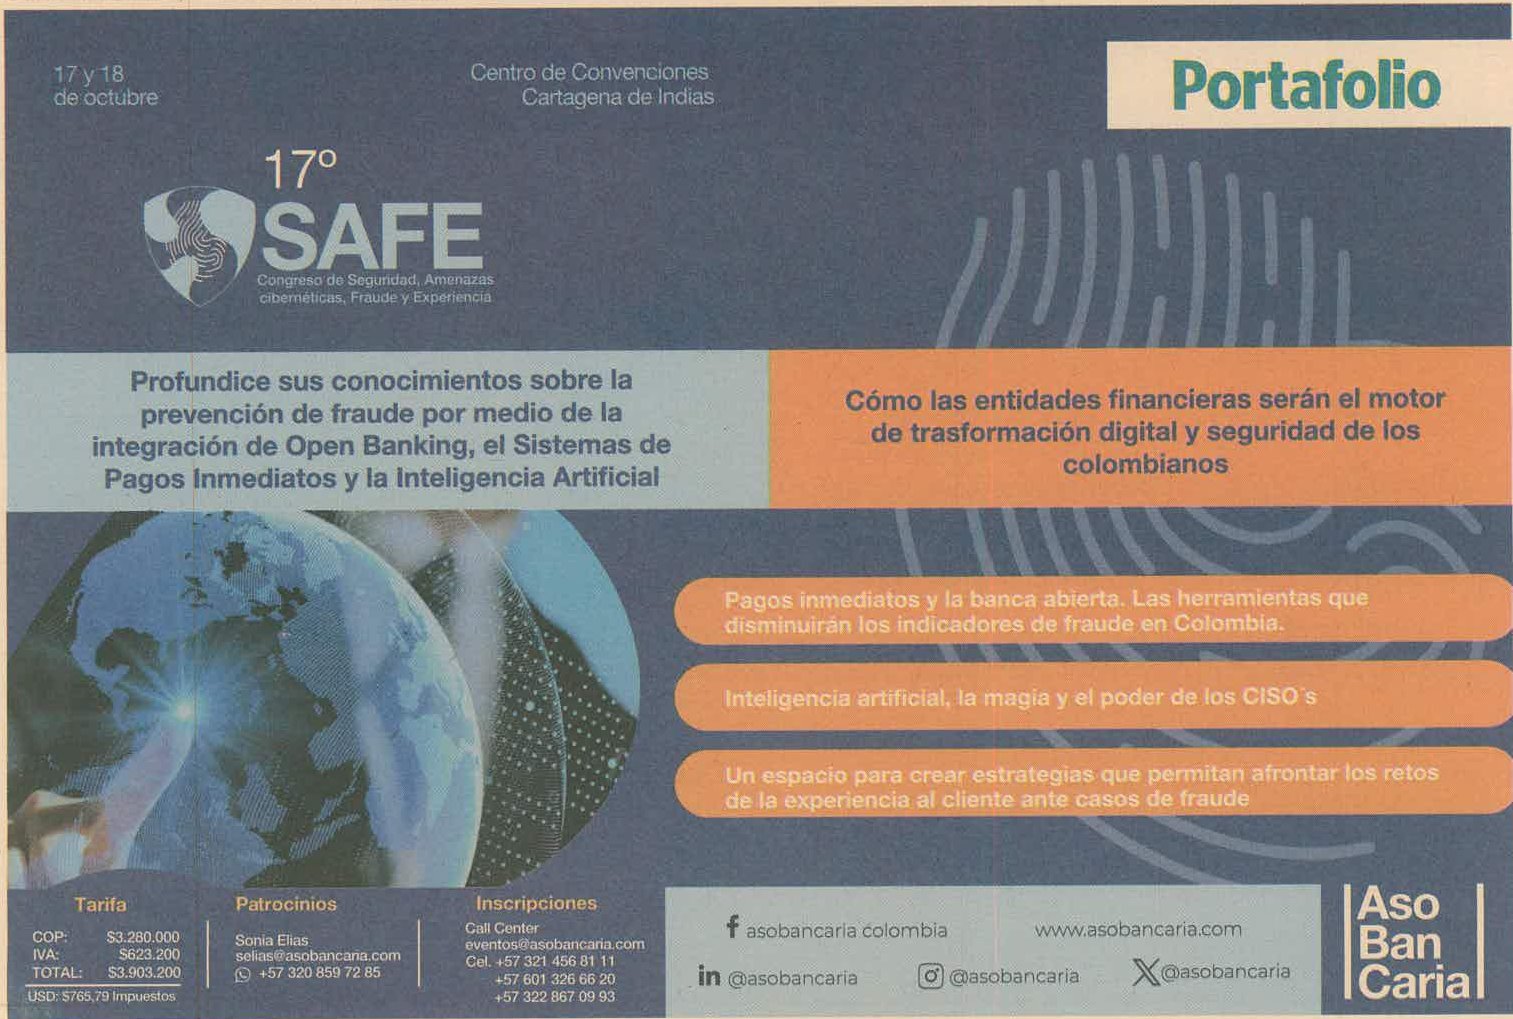 17 y 18
de octubre
Centro de Convenciones
Cartagena de Indias
Portafolio
17º
SAFE
Congreso de Seguridad, Amenazas
cibernéticas, Fraude y Experiencia
Profundice sus conocimientos sobre la
prevención de fraude por medio de la
integración de Open Banking, el Sistemas de
Pagos Inmediatos y la Inteligencia Artificial
Cómo las entidades financieras serán el motor
de trasformación digital y seguridad de los
colombianos
Pagos inmediatos y la banca abierta. Las herramientas que
disminuirán los indicadores de fraude en Colombia.
Inteligencia artificial, la magia y el poder de los CISO´s
Un espacio para crear estrategias que permitan afrontar los retos
de la experiencia al cliente ante casos de fraude
Tarifa
COP: $3.280.000
IVA: $623.200
TOTAL: $3.903.200
USD: $765,79 Impuestos
Patrocinios
Sonia Elias
selias@asobancaria.com
+57 320 859 72 85
Inscripciones
Call Center
eventos@asobancaria.com
Cel. +57 321 456 81 11
+57 601 326 66 20
+57 322 867 09 93
f asobancaria colombia
www.asobancaria.com
in @asobancaria
@asobancaria
X @asobancaria
Aso
Ban
Caria